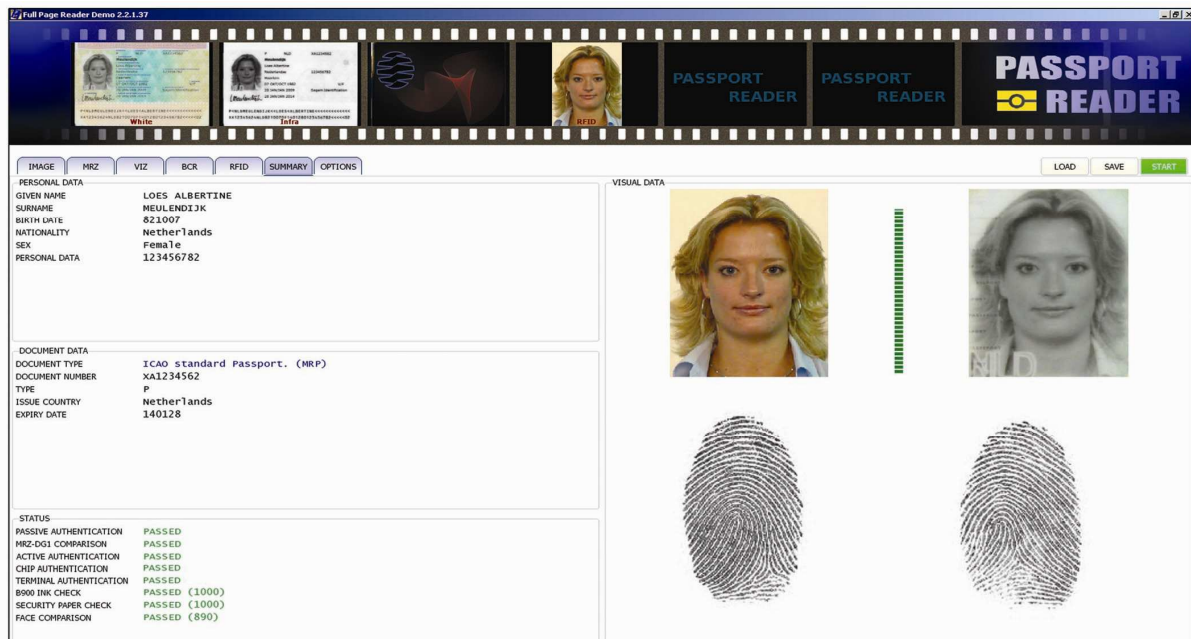 Full Page Reader Demo 2.2.1.37
White
Infra
RFID
PASSPORT
READER
PASSPORT
READER
PASSPORT
READER
IMAGE MRZ VIZ BCR RFID SUMMARY OPTIONS
LOAD SAVE START
PERSONAL DATA
GIVEN NAME LOES ALBERTINE
SURNAME MEULENDIJK
BIRTH DATE 821007
NATIONALITY Netherlands
SEX Female
PERSONAL DATA 123456782
DOCUMENT DATA
DOCUMENT TYPE ICAO standard Passport. (MRP)
DOCUMENT NUMBER XA1234562
TYPE P
ISSUE COUNTRY Netherlands
EXPIRY DATE 140128
STATUS
PASSIVE AUTHENTICATION PASSED
MRZ-DG1 COMPARISON PASSED
ACTIVE AUTHENTICATION PASSED
CHIP AUTHENTICATION PASSED
TERMINAL AUTHENTICATION PASSED
B900 INK CHECK PASSED (1000)
SECURITY PAPER CHECK PASSED (1000)
FACE COMPARISON PASSED (890)
VISUAL DATA
NLD